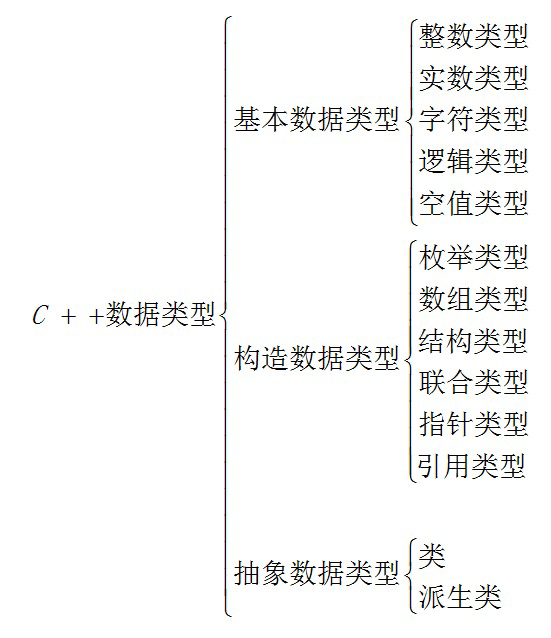 C++数据类型
基本数据类型
整数类型
实数类型
字符类型
逻辑类型
空值类型
构造数据类型
枚举类型
数组类型
结构类型
联合类型
指针类型
引用类型
抽象数据类型
类
派生类